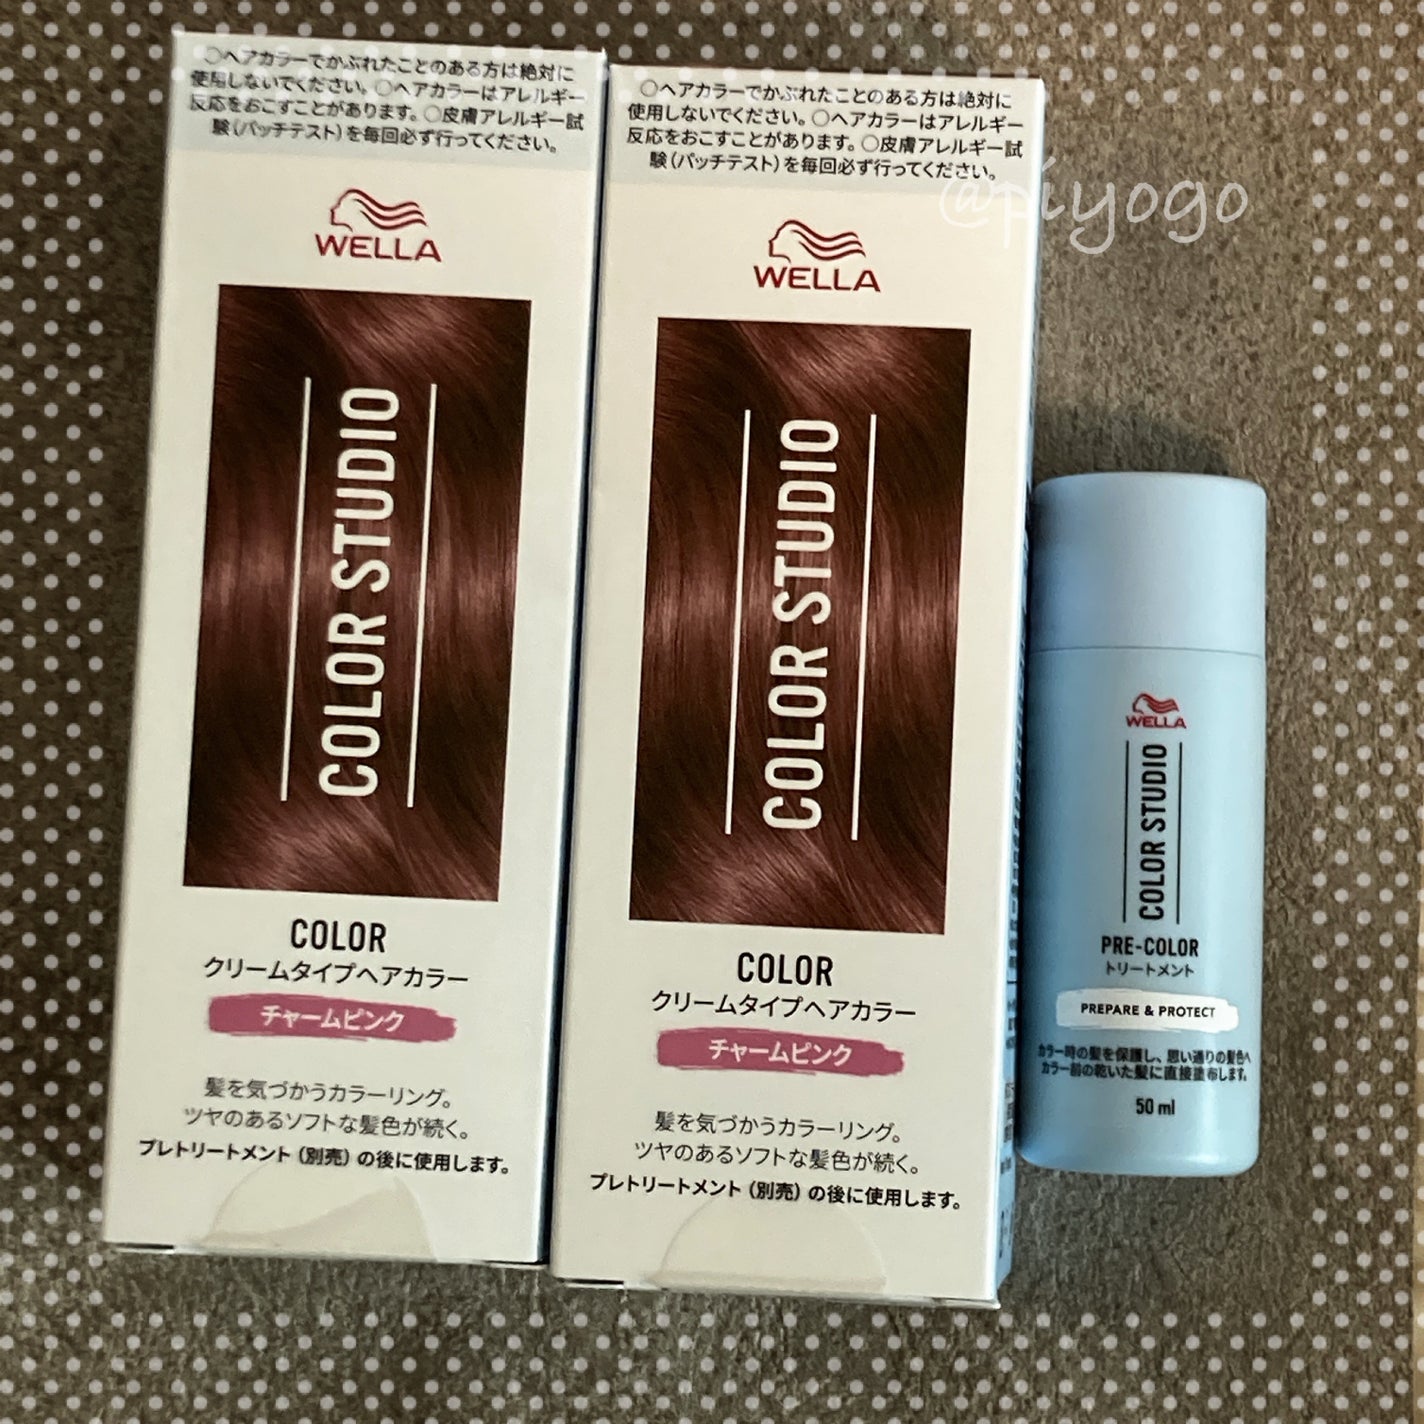 ○ヘアカラーでかぶれたことのある方は絶対に
使用しないでください。○ヘアカラーはアレルギー
反応をおこすことがあります。○皮膚アレルギー試
験(パッチテスト)を毎回必ず行ってください。
WELLA
COLOR STUDIO
COLOR
クリームタイプヘアカラー
チャームピンク
髪を気づかうカラーリング。
ツヤのあるソフトな髪色が続く。
プレトリートメント(別売)の後に使用します。
○ヘアカラーでかぶれたことのある方は絶対に
使用しないでください。○ヘアカラーはアレルギー
反応をおこすことがあります。○皮膚アレルギー試
験(パッチテスト)を毎回必ず行ってください。
@piyogo
WELLA
COLOR STUDIO
COLOR
クリームタイプヘアカラー
チャームピンク
髪を気づかうカラーリング。
ツヤのあるソフトな髪色が続く。
プレトリートメント(別売)の後に使用します。
WELLA
COLOR STUDIO
PRE-COLOR
トリートメント
PREPARE & PROTECT
カラー時の髪を保護し、思い通りの髪色へ
カラー前の乾いた髪に直接塗布します。
50 ml